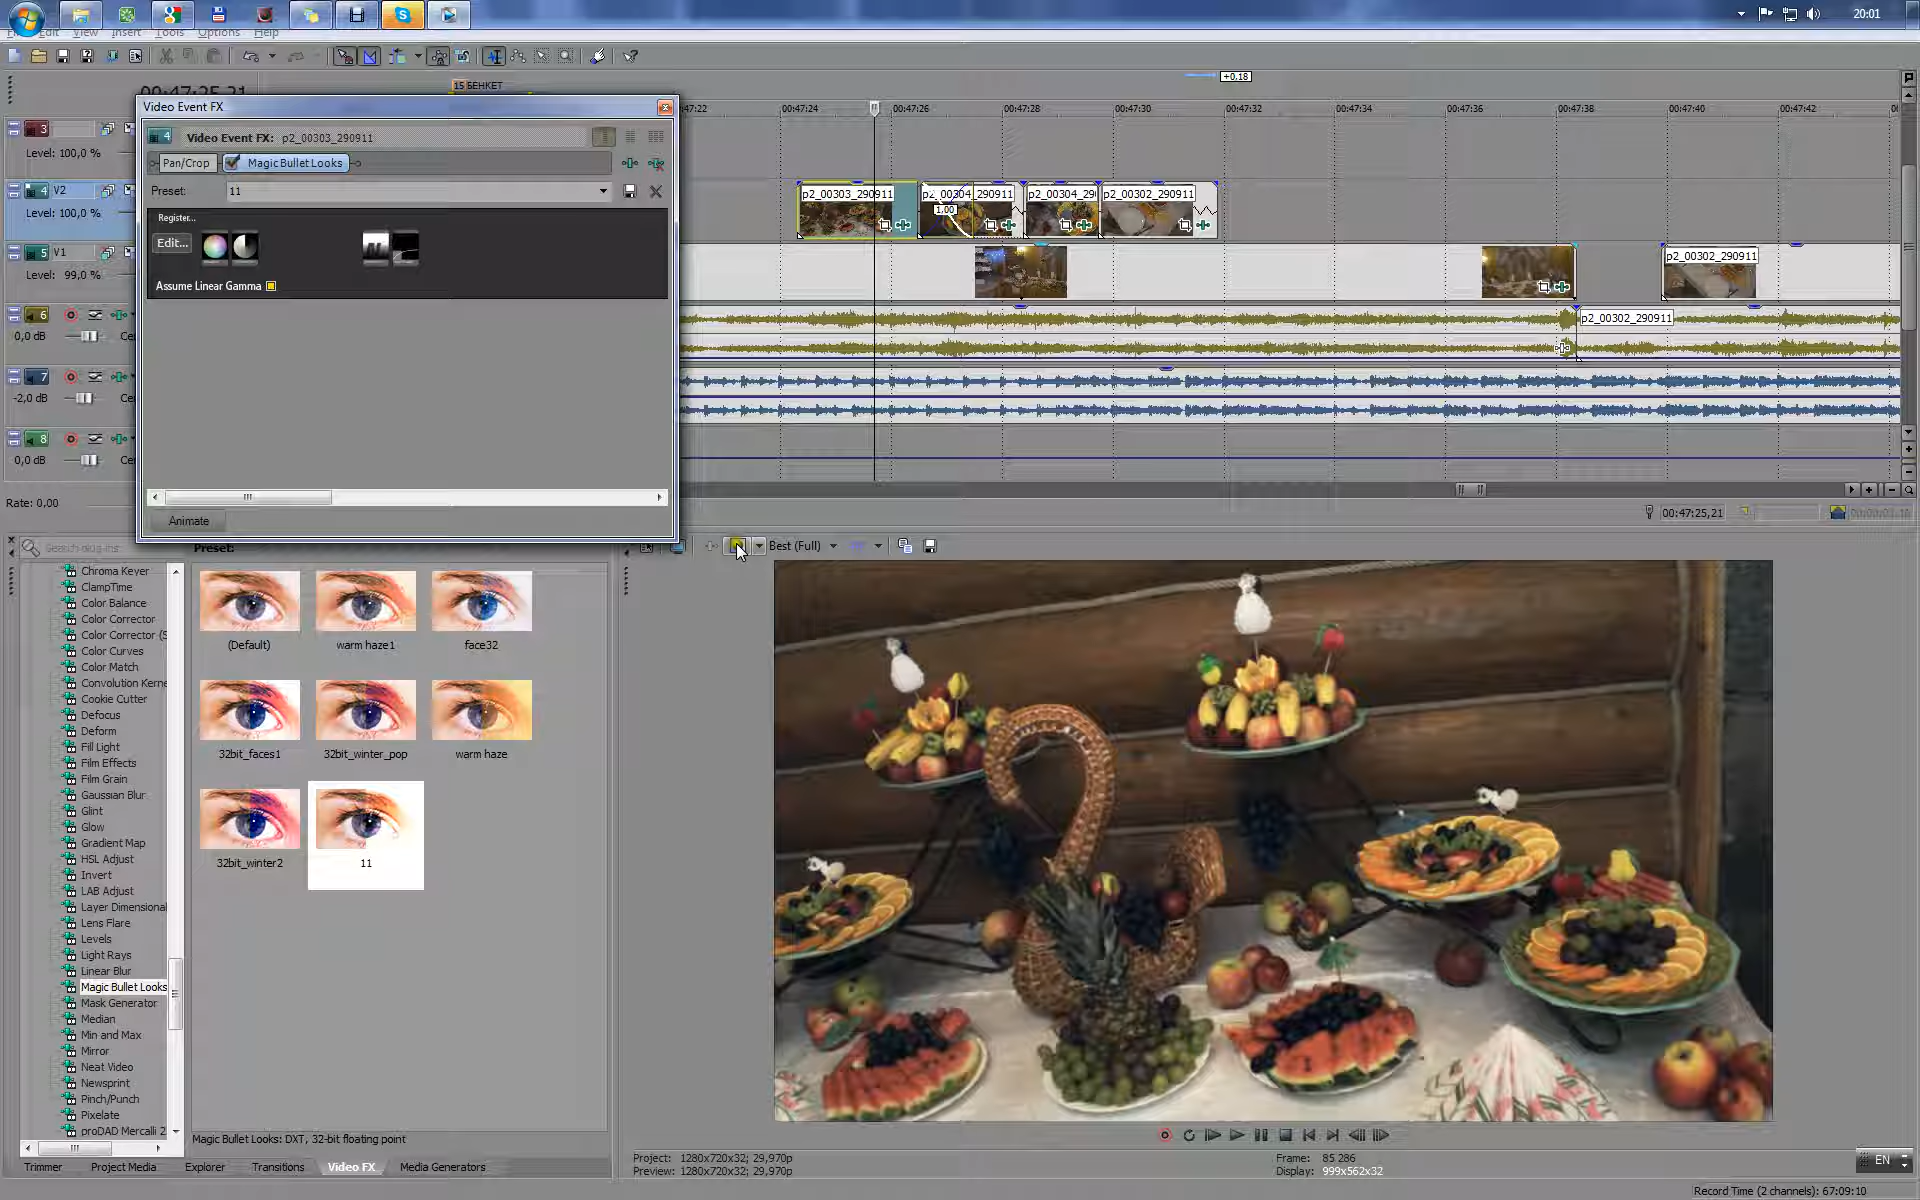 20:01
Edit View Insert Tools Options Help
00:47:25,21
15 БЕНКЕТ
+0,18
Video Event FX
:47:22 00:47:24 00:47:26 00:47:28 00:47:30 00:47:32 00:47:34 00:47:36 00:47:38 00:47:40 00:47:42
3
Level: 100,0 %
4 V2
Level: 100,0 %
5 V1
Level: 99,0 %
6
0,0 dB Cen
7
-2,0 dB Cen
8
0,0 dB Cen
Rate: 0,00
4 Video Event FX: p2_00303_290911
Pan/Crop Magic Bullet Looks
Preset: 11
Register...
Edit...
Assume Linear Gamma
Animate
p2_00303_290911 p2_00304_290911 p2_00304_29 p2_00302_290911
1.00
p2_00302_290911
p2_00302_290911
00:47:25,21
Search plug-ins
Preset:
Best (Full)
Chroma Keyer
ClampTime
Color Balance
Color Corrector
Color Corrector (S
Color Curves
Color Match
Convolution Kerne
Cookie Cutter
Defocus
Deform
Fill Light
Film Effects
Film Grain
Gaussian Blur
Glint
Glow
Gradient Map
HSL Adjust
Invert
LAB Adjust
Layer Dimensional
Lens Flare
Levels
Light Rays
Linear Blur
Magic Bullet Looks
Mask Generator
Median
Min and Max
Mirror
Neat Video
Newsprint
Pinch/Punch
Pixelate
proDAD Mercalli 2
(Default) warm haze1 face32
32bit_faces1 32bit_winter_pop warm haze
32bit_winter2 11
Magic Bullet Looks: DXT, 32-bit floating point
Trimmer Project Media Explorer Transitions Video FX Media Generators
Project: 1280x720x32; 29,970p
Preview: 1280x720x32; 29,970p
Frame: 85 286
Display: 999x562x32
EN
Record Time (2 channels): 67:09:10